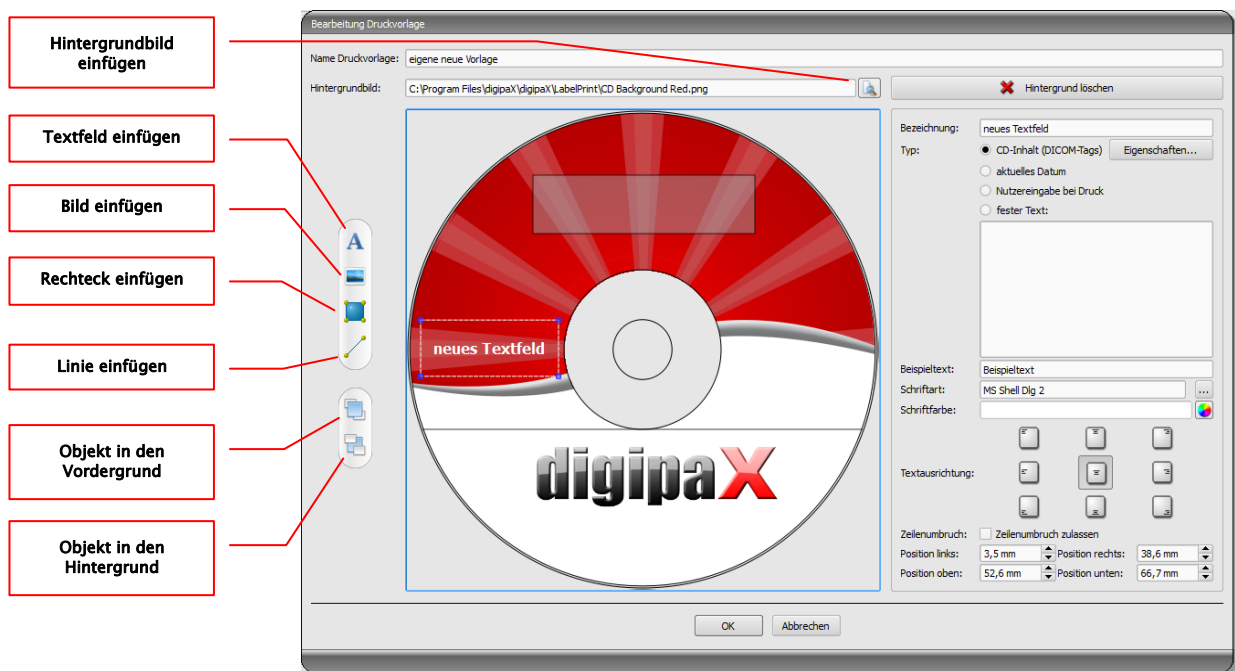 Hintergrundbild
einfügen
Textfeld einfügen
Bild einfügen
Rechteck einfügen
Linie einfügen
Objekt in den
Vordergrund
Objekt in den
Hintergrund
Bearbeitung Druckvorlage
Name Druckvorlage: eigene neue Vorlage
Hintergrundbild: C:\Program Files\digipaX\digipaX\LabelPrint\CD Background Red.png
Hintergrund löschen
A
neues Textfeld
digipaX
Bezeichnung: neues Textfeld
Typ: CD-Inhalt (DICOM-Tags) Eigenschaften...
aktuelles Datum
Nutzereingabe bei Druck
fester Text:
Beispieltext: Beispieltext
Schriftart: MS Shell Dlg 2 ...
Schriftfarbe:
Textausrichtung:
Zeilenumbruch: Zeilenumbruch zulassen
Position links: 3,5 mm Position rechts: 38,6 mm
Position oben: 52,6 mm Position unten: 66,7 mm
OK Abbrechen